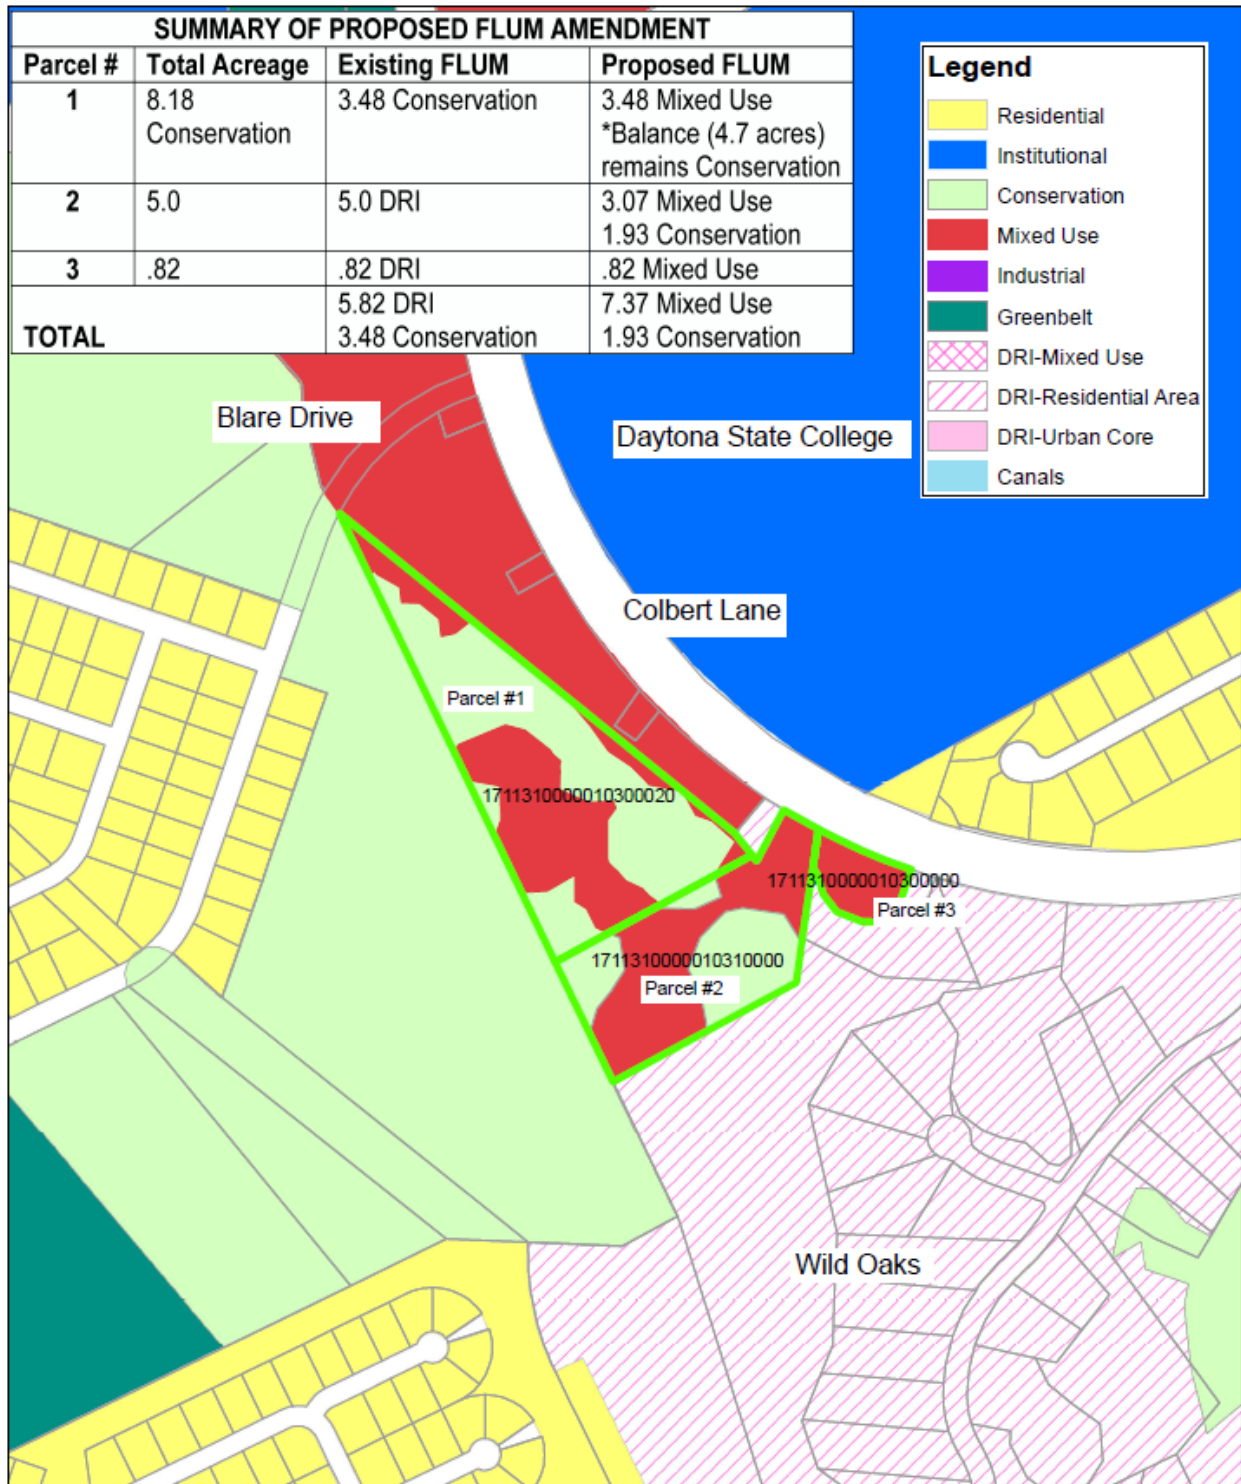 SUMMARY OF PROPOSED FLUM AMENDMENT
Parcel # Total Acreage Existing FLUM Proposed FLUM
1 8.18 3.48 Conservation 3.48 Mixed Use
Conservation *Balance (4.7 acres)
remains Conservation
2 5.0 5.0 DRI 3.07 Mixed Use
1.93 Conservation
3 .82 .82 DRI .82 Mixed Use
5.82 DRI 7.37 Mixed Use
TOTAL 3.48 Conservation 1.93 Conservation
Legend
Residential
Institutional
Conservation
Mixed Use
Industrial
Greenbelt
DRI-Mixed Use
DRI-Residential Area
DRI-Urban Core
Canals
Blare Drive
Daytona State College
Colbert Lane
Parcel #1
1711310000010300020
1711310000010300000
Parcel #3
1711310000010310000
Parcel #2
Wild Oaks